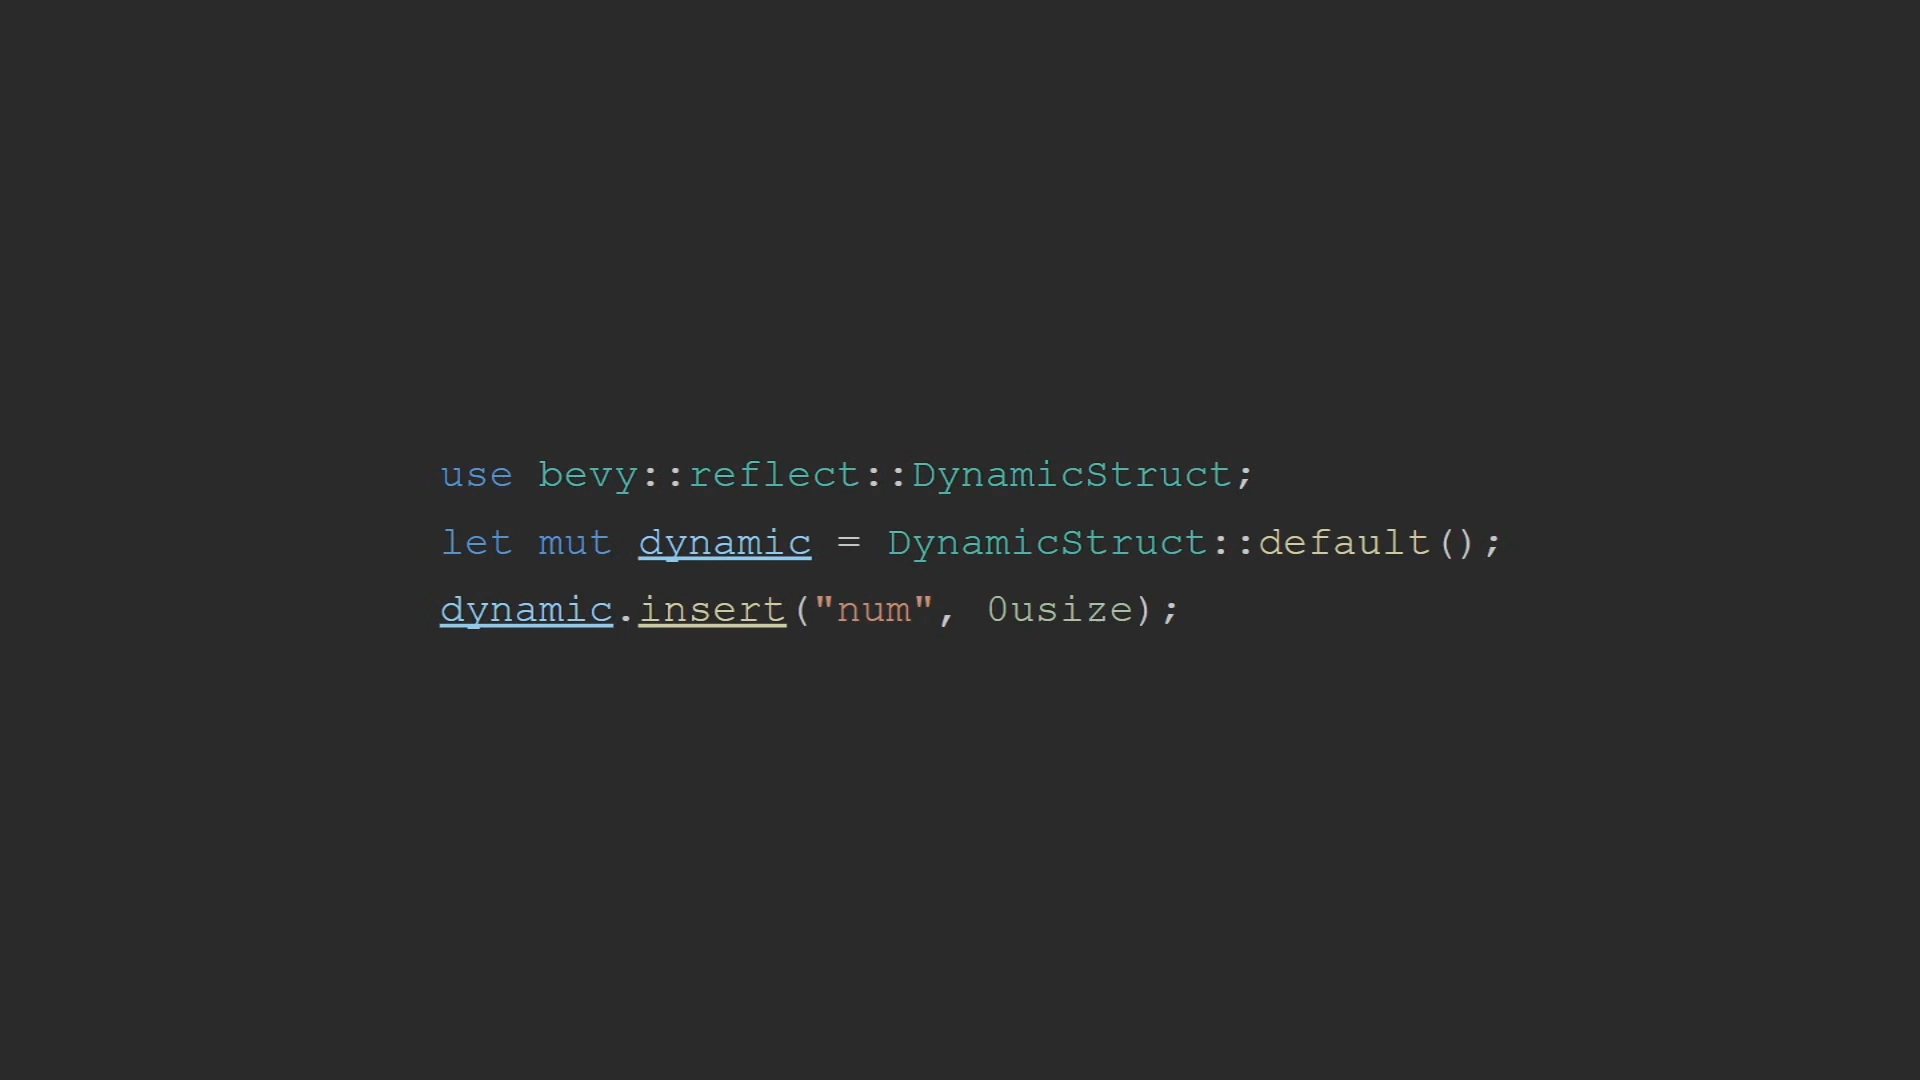 use bevy::reflect::DynamicStruct;
let mut dynamic = DynamicStruct::default();
dynamic.insert("num", 0usize);